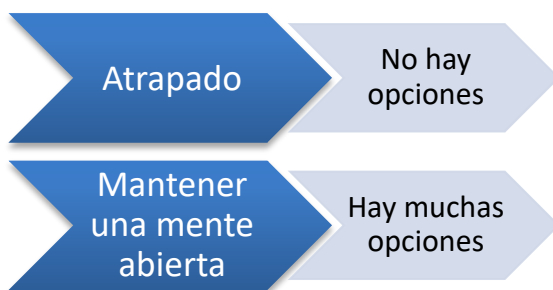 Atrapado
No hay
opciones
Mantener
una mente
abierta
Hay muchas
opciones